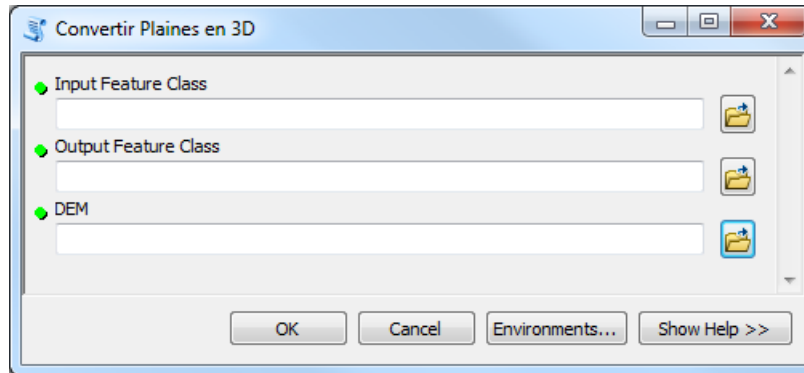 Convertir Plaines en 3D
Input Feature Class
Output Feature Class
DEM
OK Cancel Environments... Show Help >>